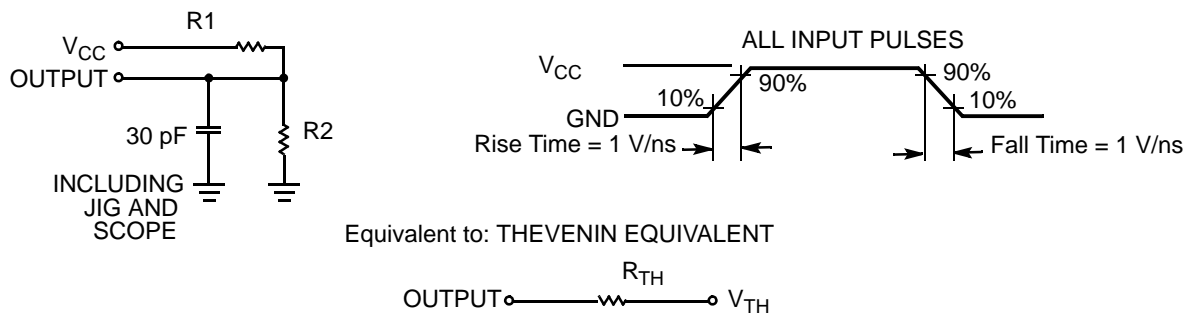 R1
VCC
OUTPUT
30 pF
R2
INCLUDING
JIG AND
SCOPE
ALL INPUT PULSES
VCC
GND
10%
90%
90%
10%
Rise Time = 1 V/ns
Fall Time = 1 V/ns
Equivalent to: THEVENIN EQUIVALENT
RTH
OUTPUT
VTH